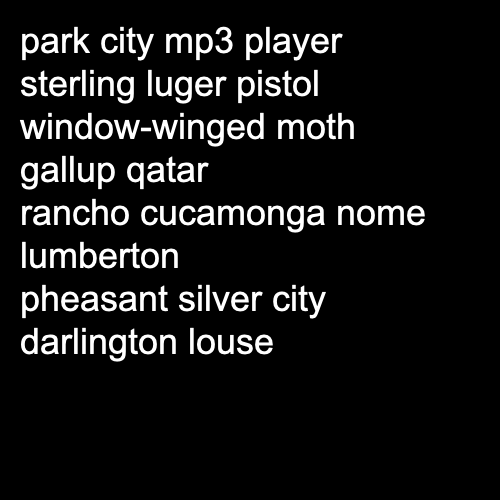 park city mp3 player
sterling luger pistol
window-winged moth
gallup qatar
rancho cucamonga nome
lumberton
pheasant silver city
darlington louse